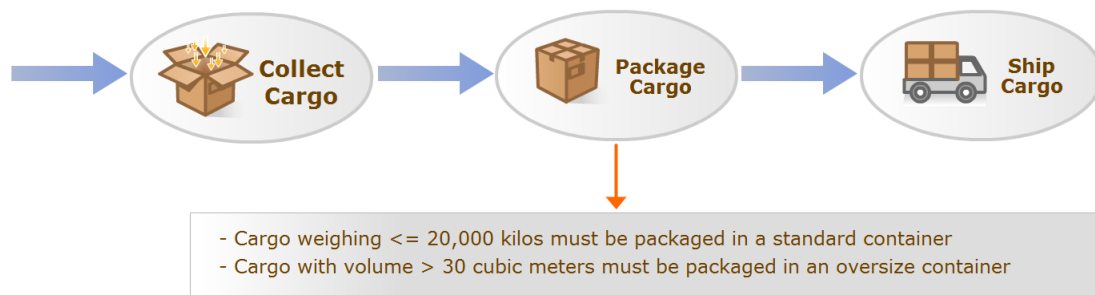 Collect
Cargo
Package
Cargo
Ship
Cargo
- Cargo weighing <= 20,000 kilos must be packaged in a standard container
- Cargo with volume > 30 cubic meters must be packaged in an oversize container